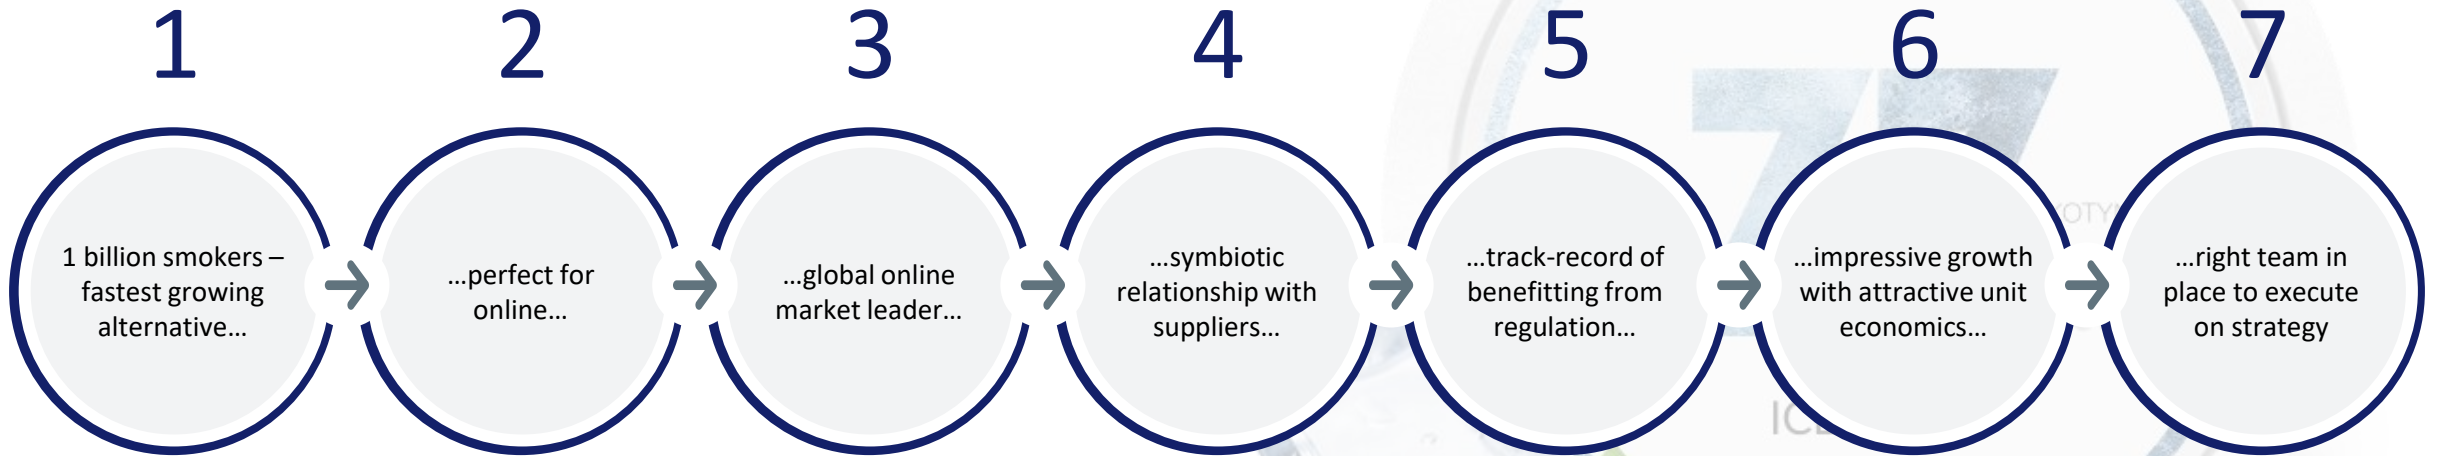 1
2
3
4
5
6
7
1 billion smokers –
fastest growing
alternative...
...perfect for
online...
...global online
market leader...
...symbiotic
relationship with
suppliers...
...track-record of
benefitting from
regulation...
...impressive growth
with attractive unit
economics...
...right team in
place to execute
on strategy
77